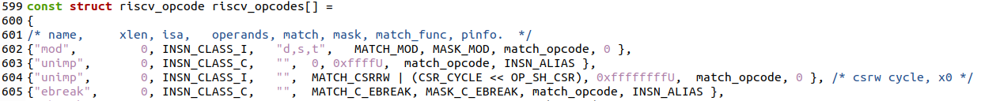 599 const struct riscv_opcode riscv_opcodes[] =
600 {
601 /* name,     xlen, isa,   operands, match, mask, match_func, pinfo.  */
602 {"mod",         0, INSN_CLASS_I,   "d,s,t",   MATCH_MOD, MASK_MOD, match_opcode, 0 },
603 {"unimp",       0, INSN_CLASS_C,   "",  0, 0xffffU,  match_opcode, INSN_ALIAS },
604 {"unimp",       0, INSN_CLASS_I,   "",  MATCH_CSRRW | (CSR_CYCLE << OP_SH_CSR), 0xffffffffU,  match_opcode, 0 }, /* csrw cycle, x0 */
605 {"ebreak",      0, INSN_CLASS_C,   "",  MATCH_C_EBREAK, MASK_C_EBREAK, match_opcode, INSN_ALIAS },